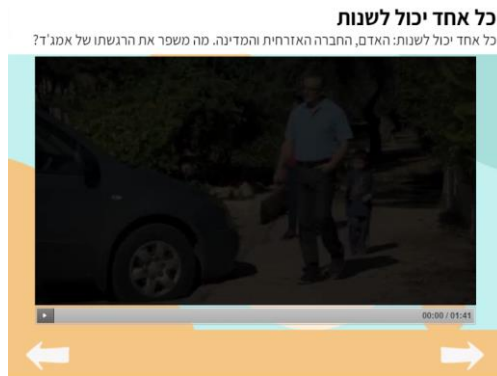 כל אחד יכול לשנות
כל אחד יכול לשנות: האדם, החברה האזרחית והמדינה. מה משפר את הרגשתו של אמג'ד?
00:00 / 01:41